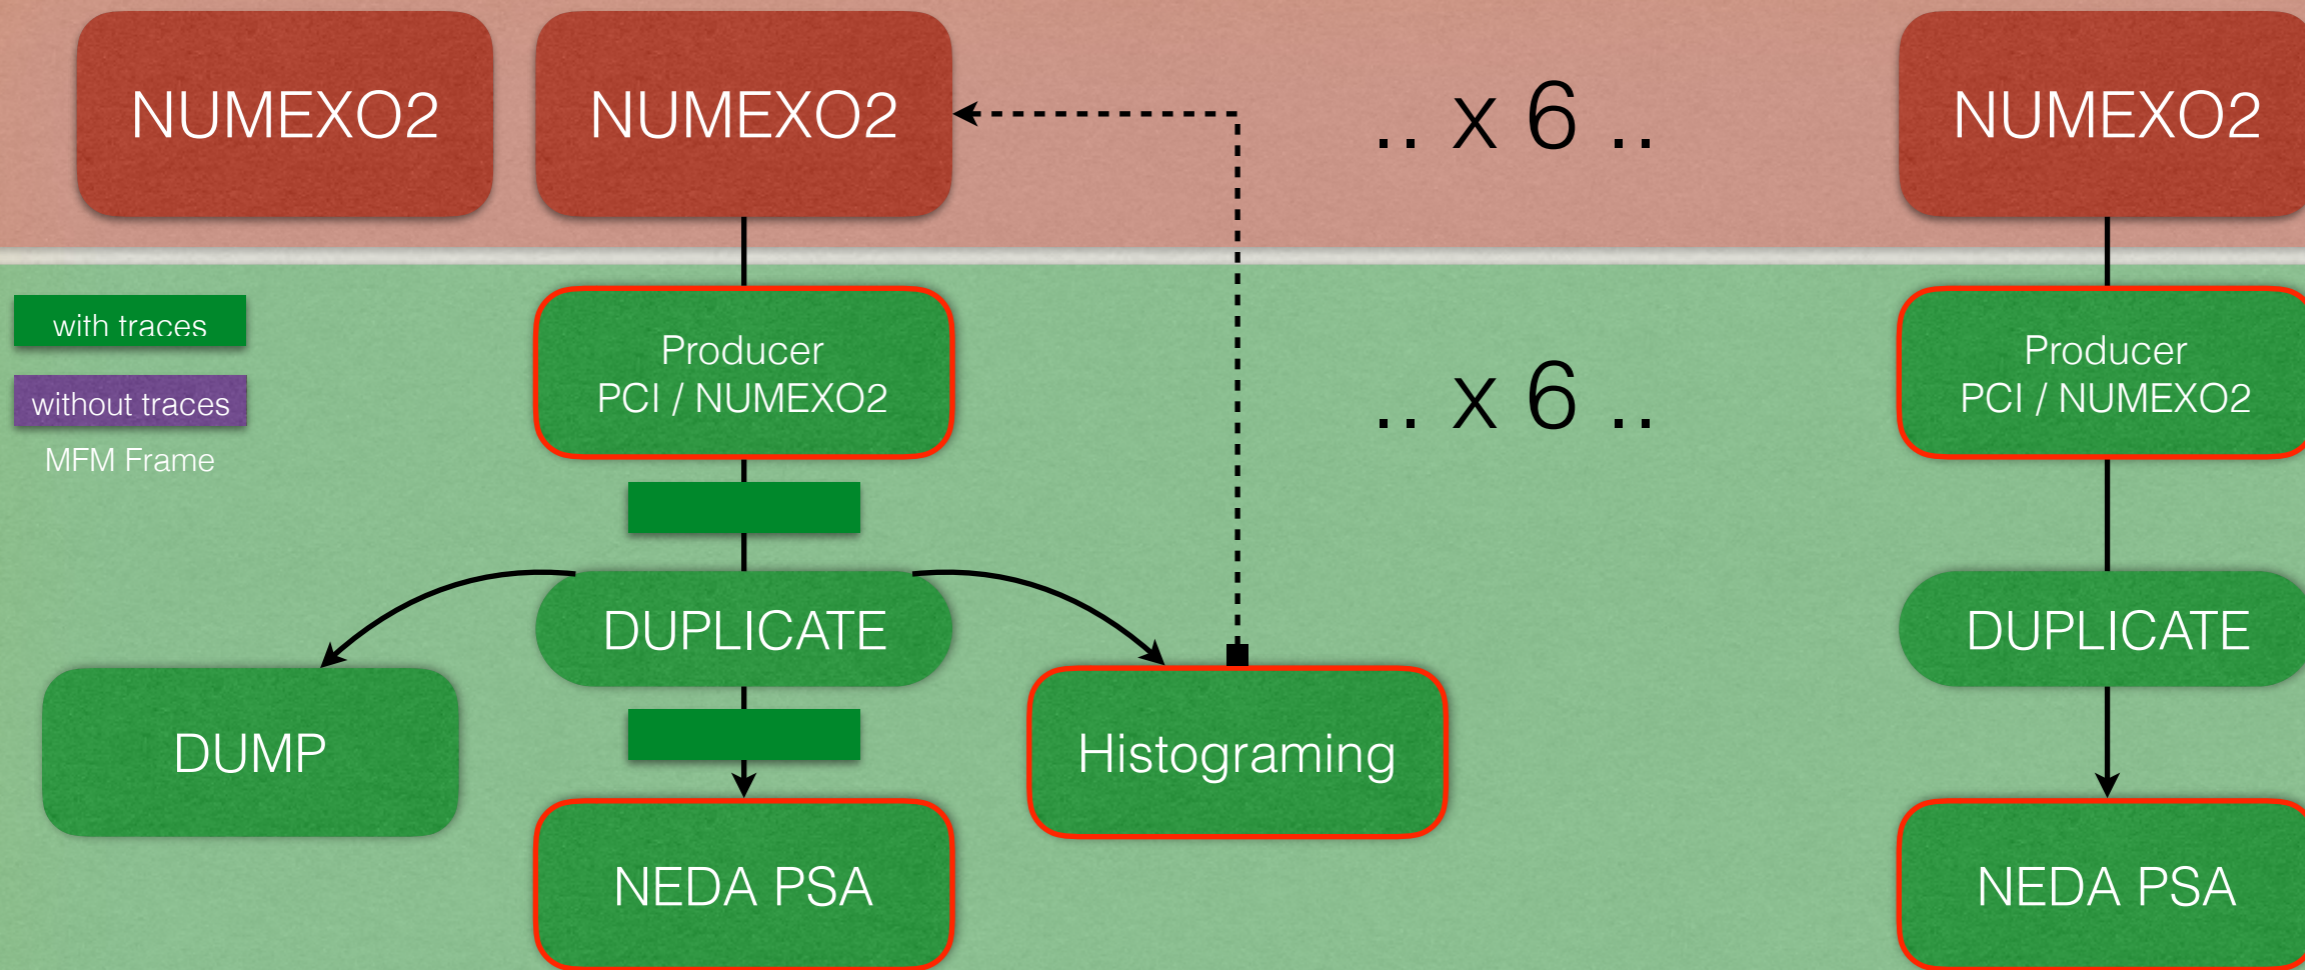 NUMEXO2
NUMEXO2
.. x 6 ..
NUMEXO2
with traces
without traces
MFM Frame
Producer
PCI / NUMEXO2
.. x 6 ..
Producer
PCI / NUMEXO2
DUPLICATE
DUPLICATE
DUMP
Histograming
NEDA PSA
NEDA PSA